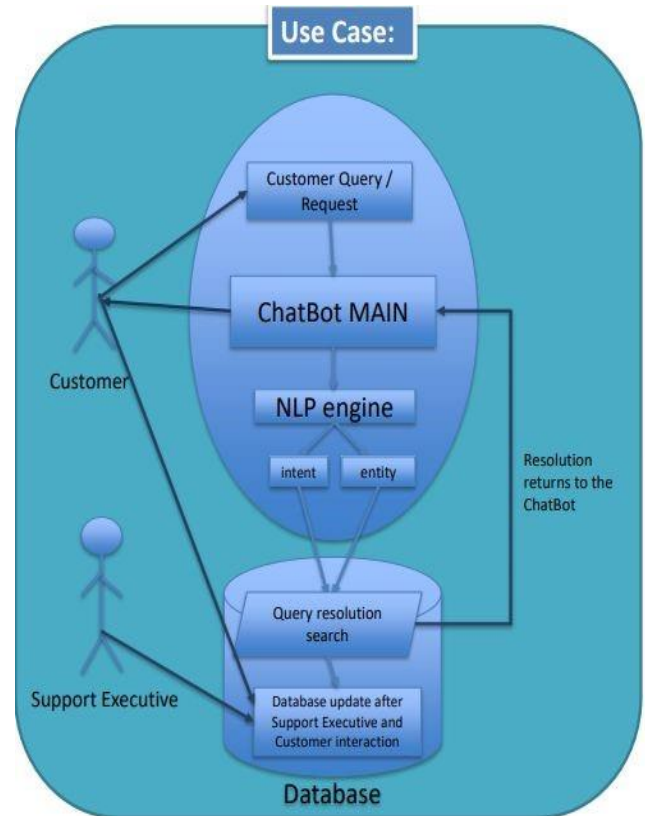 Use Case:
Customer Query /
Request
ChatBot MAIN
Customer
NLP engine
intent
entity
Resolution
returns to the
ChatBot
Query resolution
search
Support Executive
Database update after
Support Executive and
Customer interaction
Database